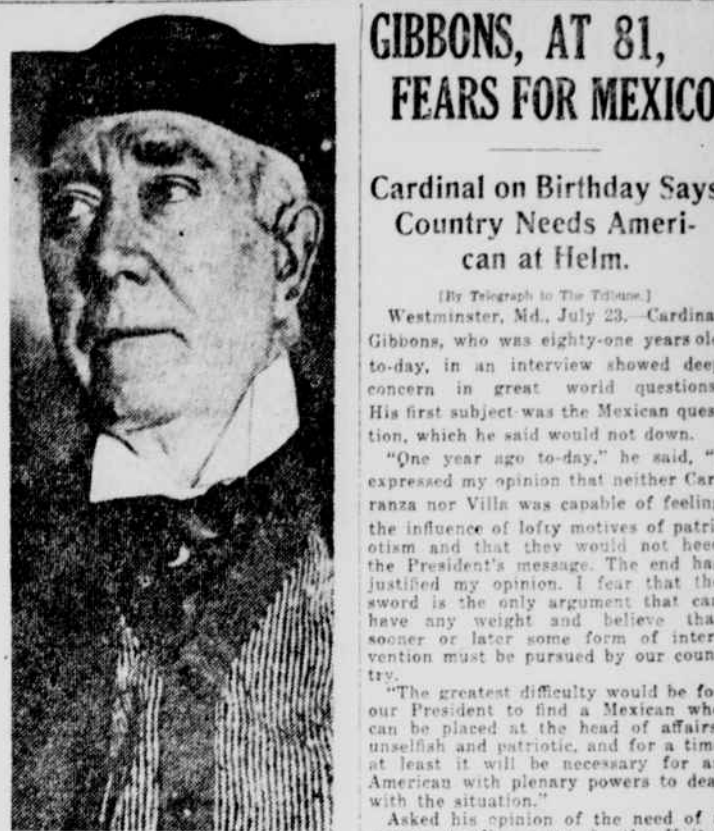 GIBBONS, AT 81,
FEARS FOR MEXICO
Cardinal on Birthday Says
Country Needs Ameri-
can at Helm.
[By Telegraph to The Tribune.]
Westminster, Md., July 23.—Cardina
Gibbons, who was eighty-one years old
to-day, in an interview showed dee
concern in great world questions
His first subject was the Mexican ques
tion, which he said would not down.
"One year ago to-day," he said, "
expressed my opinion that neither Car
ranza nor Villa was capable of feeling
the influence of lofty motives of patri
otism and that they would not heed
the President's message. The end ha
justified my opinion. I fear that the
sword is the only argument that can
have any weight and believe tha
sooner or later some form of inter
vention must be pursued by our coun
try.
"The greatest difficulty would be fo
our President to find a Mexican who
can be placed at the head of affairs
unselfish and patriotic, and for a time
at least it will be necessary for a
American with plenary powers to dea
with the situation."
Asked his opinion of the need of